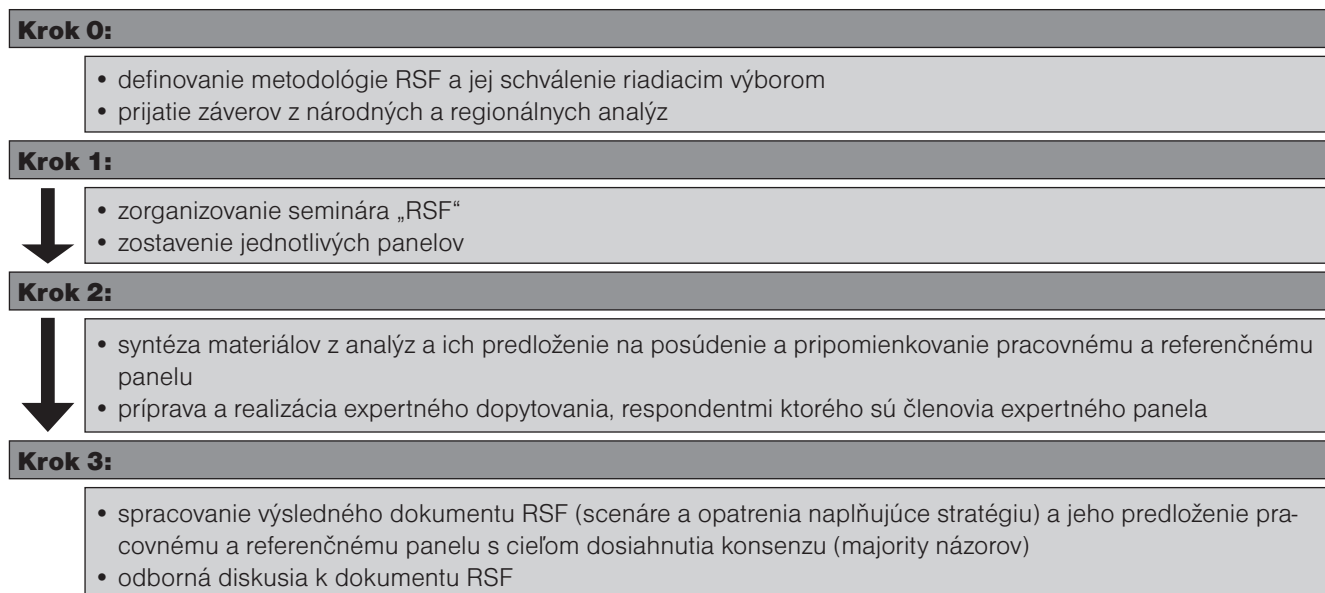 Krok 0:
• definovanie metodológie RSF a jej schválenie riadiacim výborom
• prijatie záverov z národných a regionálnych analýz
Krok 1:
• zorganizovanie seminára „RSF“
• zostavenie jednotlivých panelov
Krok 2:
• syntéza materiálov z analýz a ich predloženie na posúdenie a pripomienkovanie pracovnému a referenčnému
panelu
• príprava a realizácia expertného dopytovania, respondentmi ktorého sú členovia expertného panela
Krok 3:
• spracovanie výsledného dokumentu RSF (scenáre a opatrenia naplňujúce stratégiu) a jeho predloženie pra-
covnému a referenčnému panelu s cieľom dosiahnutia konsenzu (majority názorov)
• odborná diskusia k dokumentu RSF